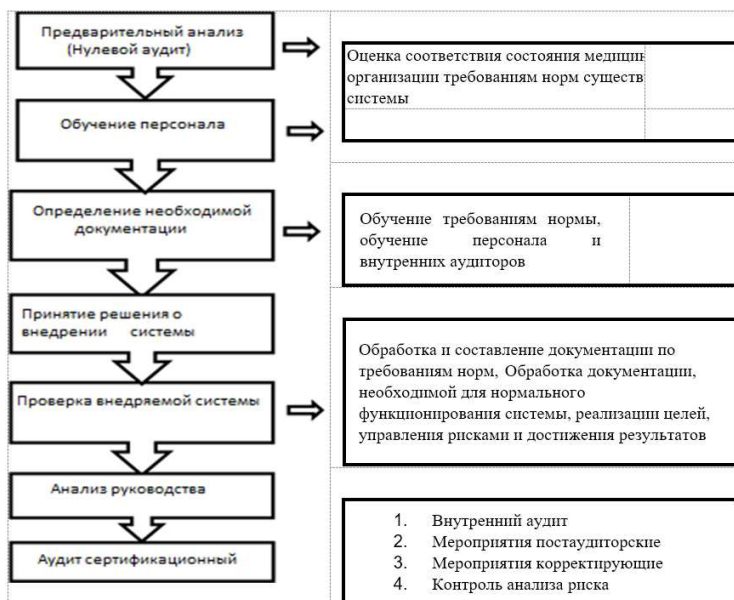 Предварительный анализ
(Нулевой аудит)
Обучение персонала
Определение необходимой
документации
Принятие решения о
внедрении системы
Проверка внедряемой системы
Анализ руководства
Аудит сертификационный
Оценка соответствия состояния медицин
организации требованиям норм существ
системы
Обучение требованиям нормы,
обучение персонала и
внутренних аудиторов
Обработка и составление документации по
требованиям норм, Обработка документации,
необходимой для нормального
функционирования системы, реализации целей,
управления рисками и достижения результатов
1. Внутренний аудит
2. Мероприятия постаудиторские
3. Мероприятия корректирующие
4. Контроль анализа риска